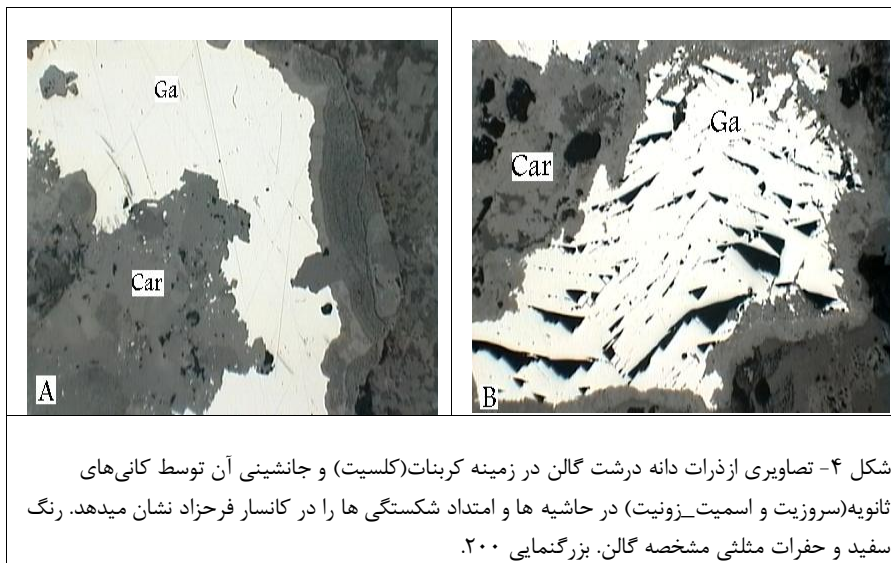 Ga
Car
A
Ga
Car
B
شکل ۴- تصاویری ازذرات دانه درشت گالن در زمینه کربنات(کلسیت) و جانشینی آن توسط کانی‌های
ثانویه(سروزیت و اسمیت_زونیت) در حاشیه ها و امتداد شکستگی ها را در کانسار فرحزاد نشان میدهد. رنگ
سفید و حفرات مثلثی مشخصه گالن. بزرگنمایی ۲۰۰.